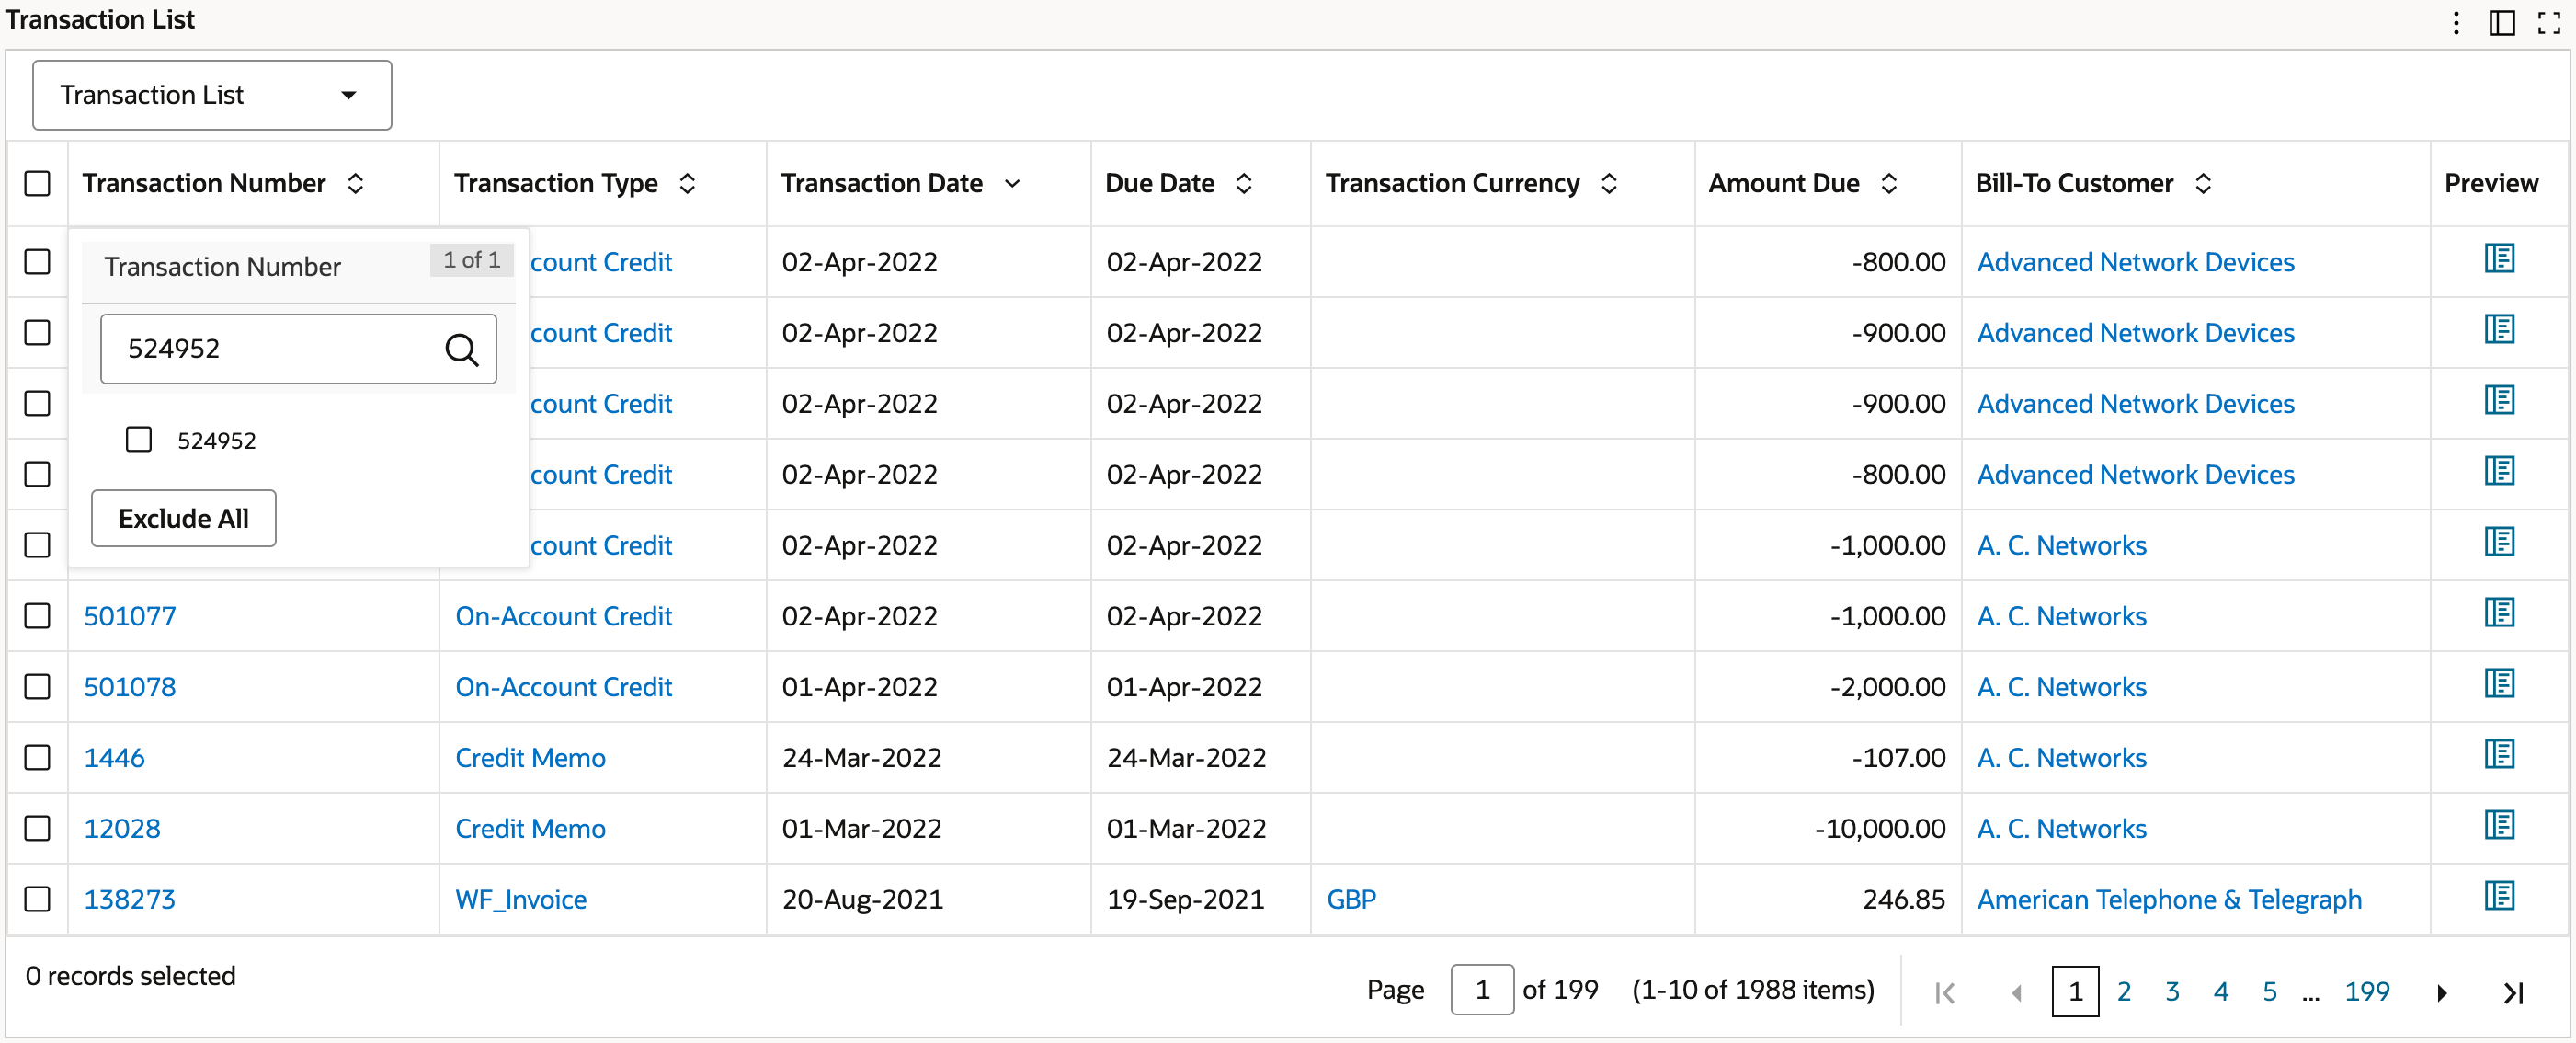 Transaction List
Transaction List
Transaction Number Transaction Type Transaction Date Due Date Transaction Currency Amount Due Bill-To Customer Preview
Transaction Number 1 of 1
524952
524952
Exclude All
count Credit 02-Apr-2022 02-Apr-2022 -800.00 Advanced Network Devices
count Credit 02-Apr-2022 02-Apr-2022 -900.00 Advanced Network Devices
count Credit 02-Apr-2022 02-Apr-2022 -900.00 Advanced Network Devices
count Credit 02-Apr-2022 02-Apr-2022 -800.00 Advanced Network Devices
count Credit 02-Apr-2022 02-Apr-2022 -1,000.00 A. C. Networks
501077 On-Account Credit 02-Apr-2022 02-Apr-2022 -1,000.00 A. C. Networks
501078 On-Account Credit 01-Apr-2022 01-Apr-2022 -2,000.00 A. C. Networks
1446 Credit Memo 24-Mar-2022 24-Mar-2022 -107.00 A. C. Networks
12028 Credit Memo 01-Mar-2022 01-Mar-2022 -10,000.00 A. C. Networks
138273 WF_Invoice 20-Aug-2021 19-Sep-2021 GBP 246.85 American Telephone & Telegraph
0 records selected
Page 1 of 199 (1-10 of 1988 items) 1 2 3 4 5 ... 199